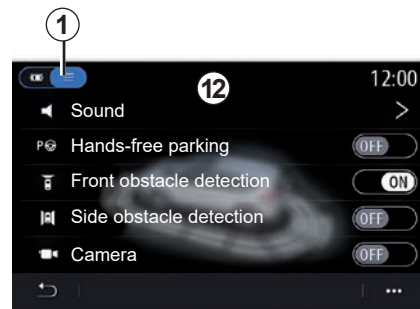 1
12
12:00
Sound
P Hands-free parking OFF
Front obstacle detection ON
Side obstacle detection OFF
Camera OFF